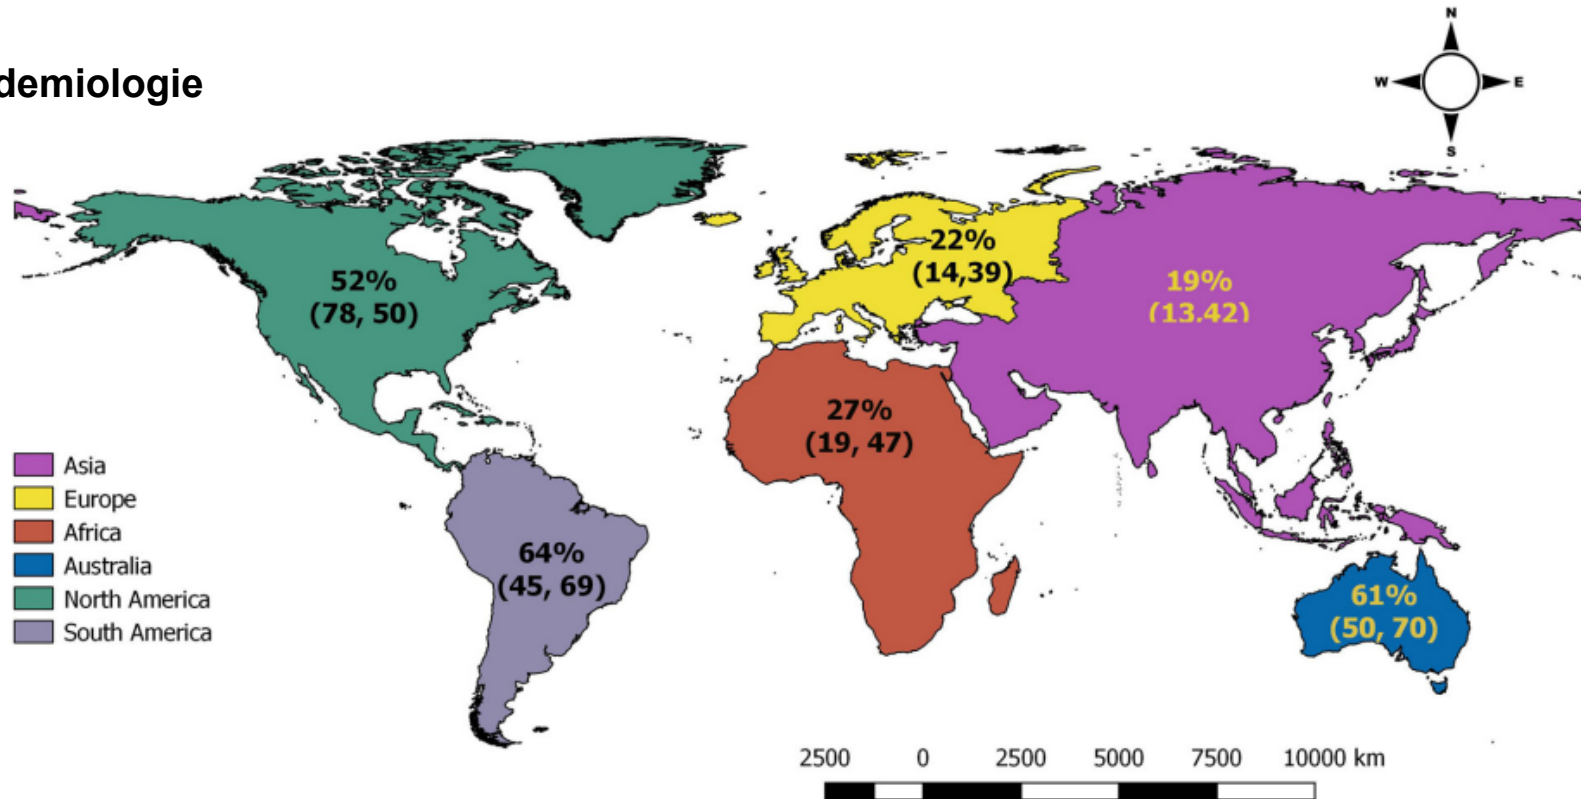 demiologie
N
W E
S
52%
(78, 50)
22%
(14,39)
19%
(13.42)
27%
(19, 47)
64%
(45, 69)
61%
(50, 70)
Asia
Europe
Africa
Australia
North America
South America
2500 0 2500 5000 7500 10000 km